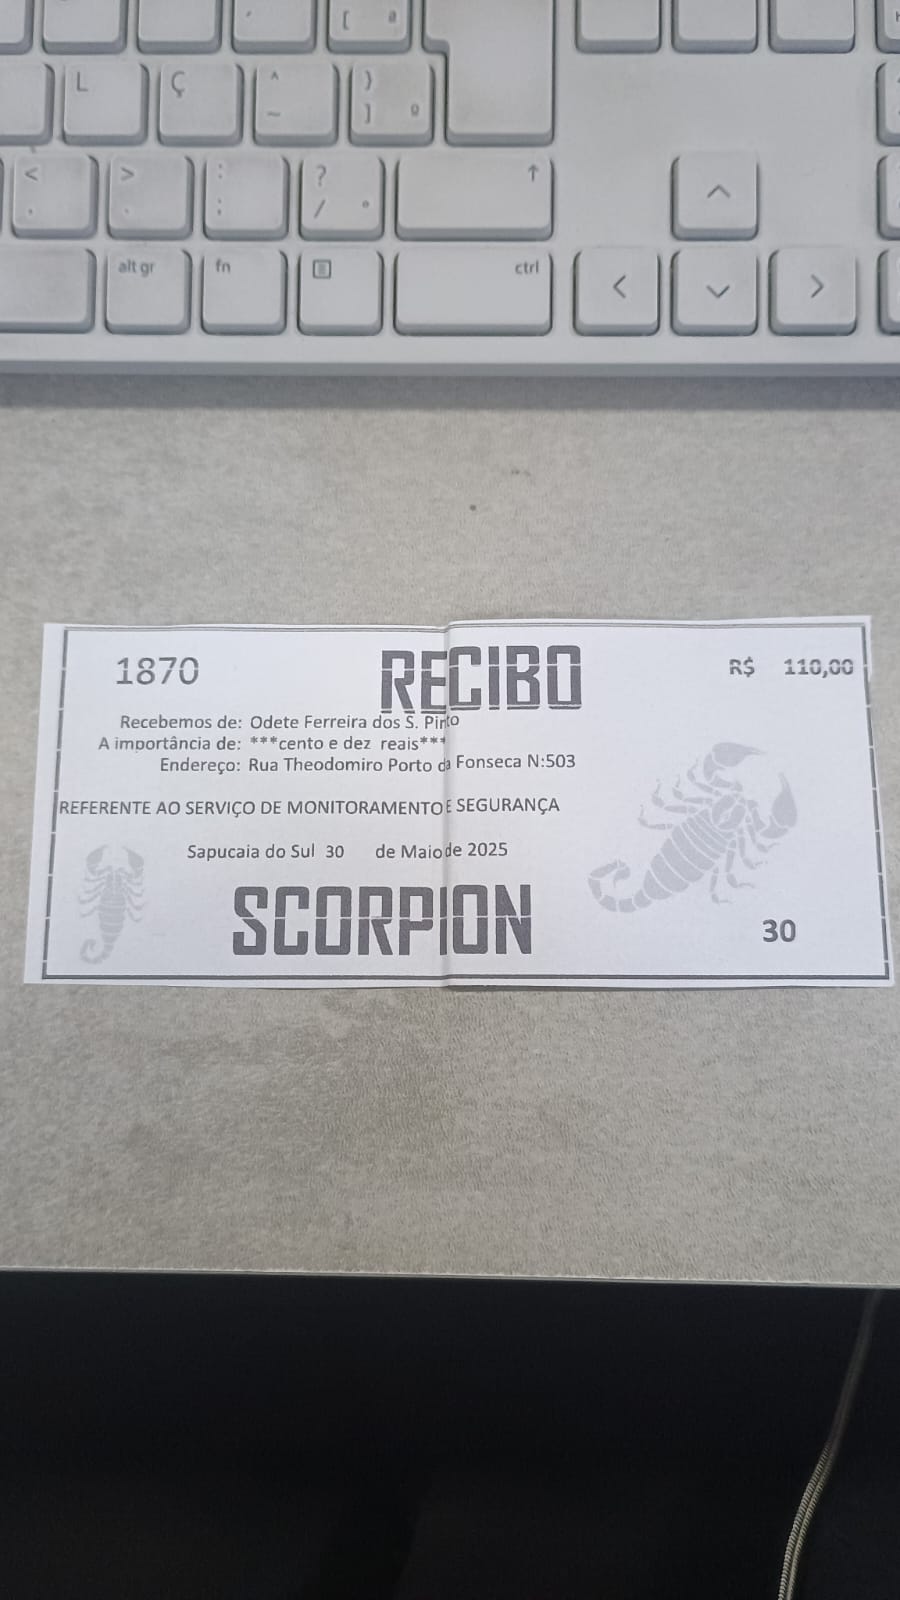 [ ª
L Ç ^ ~ } ] º
< . > , : ; ? / ° ↑
alt gr fn ctrl
1870 RECIBO R$ 110,00
Recebemos de: Odete Ferreira dos S. Pinto
A importância de: ***cento e dez reais***
Endereço: Rua Theodomiro Porto da Fonseca N:503
REFERENTE AO SERVIÇO DE MONITORAMENTO E SEGURANÇA
Sapucaia do Sul 30 de Maio de 2025
SCORPION
30